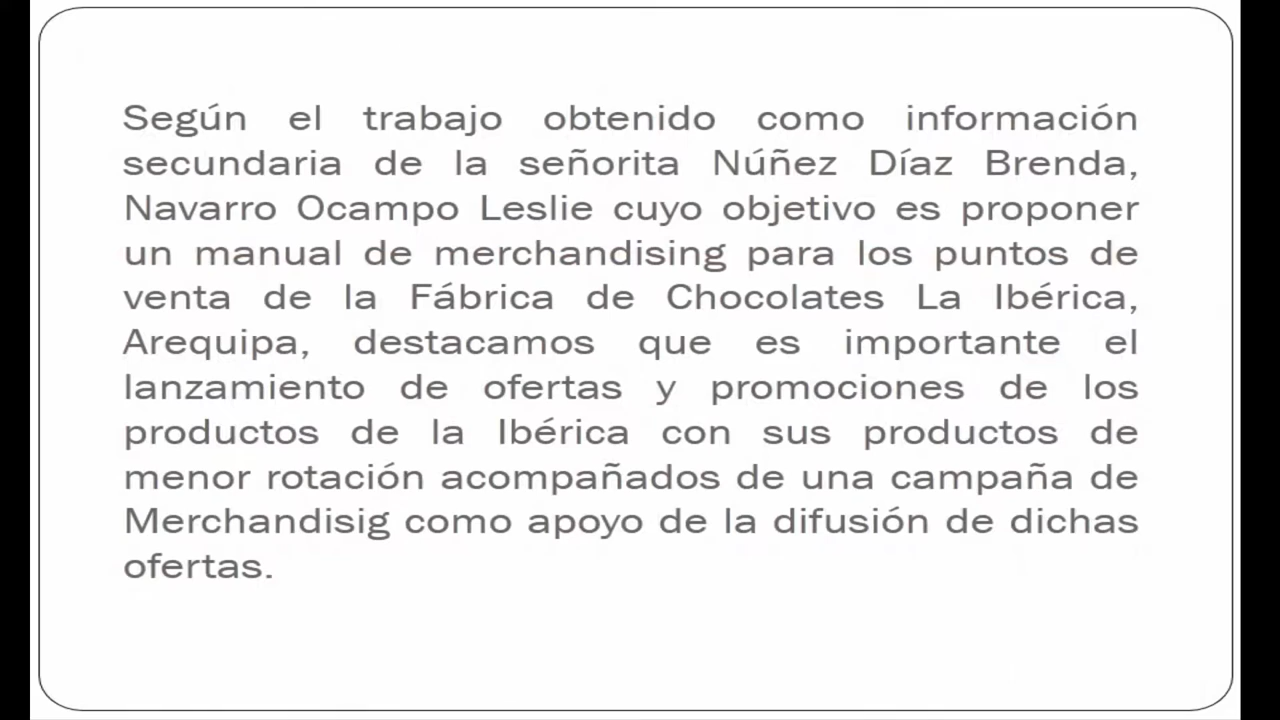 Según el trabajo obtenido como información
secundaria de la señorita Núñez Díaz Brenda,
Navarro Ocampo Leslie cuyo objetivo es proponer
un manual de merchandising para los puntos de
venta de la Fábrica de Chocolates La Ibérica,
Arequipa, destacamos que es importante el
lanzamiento de ofertas y promociones de los
productos de la Ibérica con sus productos de
menor rotación acompañados de una campaña de
Merchandisig como apoyo de la difusión de dichas
ofertas.